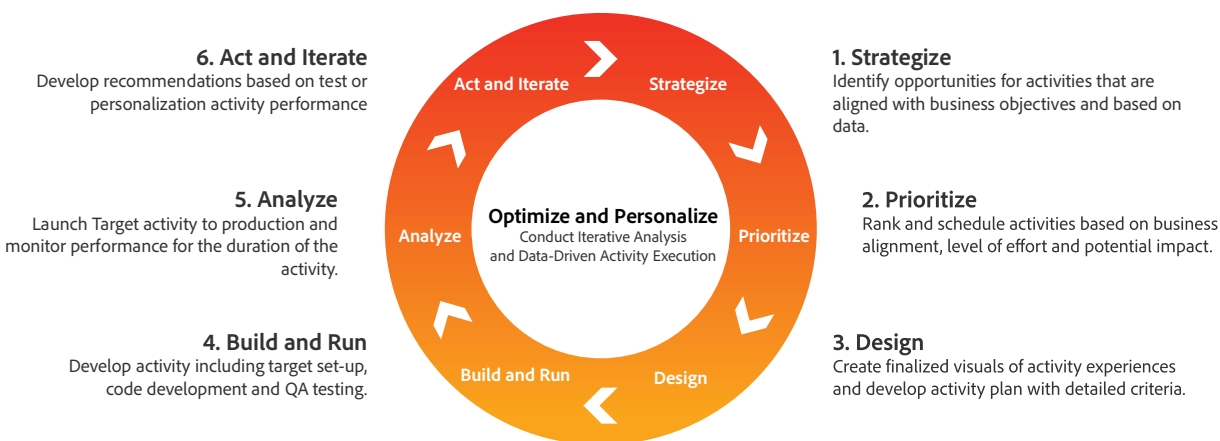 6. Act and Iterate
Develop recommendations based on test or
personalization activity performance
5. Analyze
Launch Target activity to production and
monitor performance for the duration of the
activity.
4. Build and Run
Develop activity including target set-up,
code development and QA testing.
Act and Iterate
Strategize
Analyze
Optimize and Personalize
Conduct Iterative Analysis
and Data-Driven Activity Execution
Prioritize
Build and Run
Design
1. Strategize
Identify opportunities for activities that are
aligned with business objectives and based on
data.
2. Prioritize
Rank and schedule activities based on business
alignment, level of effort and potential impact.
3. Design
Create finalized visuals of activity experiences
and develop activity plan with detailed criteria.